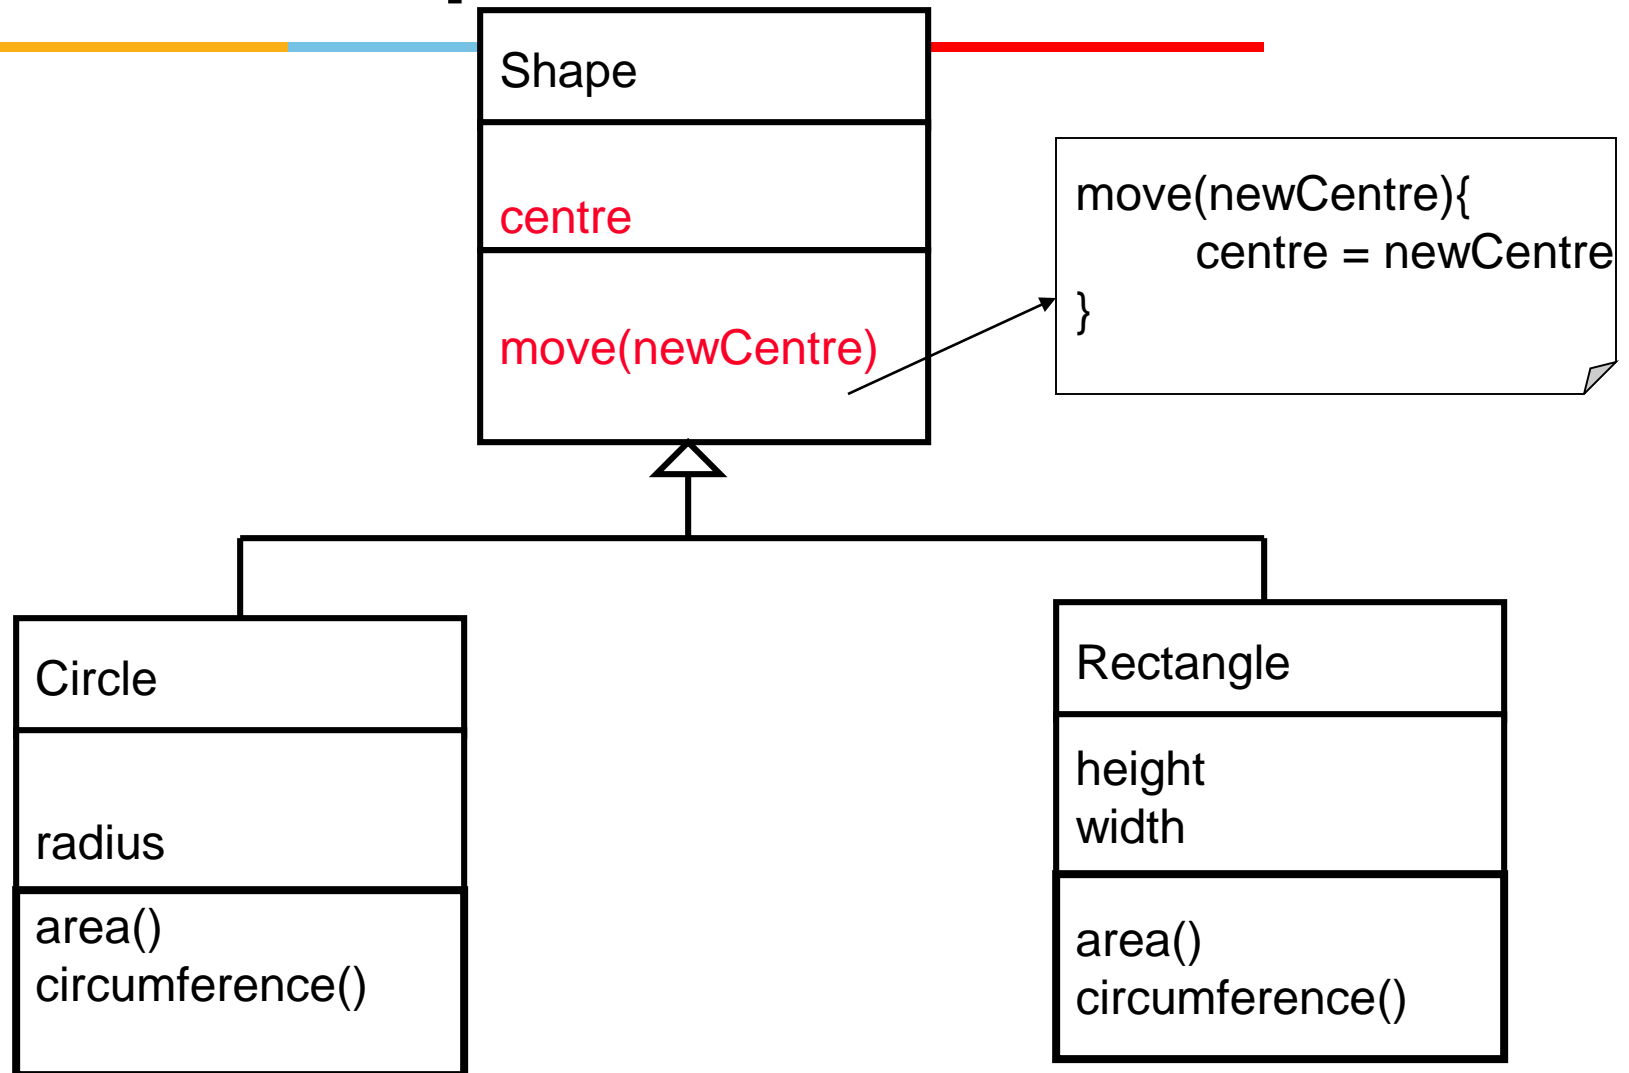 Shape
centre
move(newCentre)
move(newCentre){
centre = newCentre
}
Circle
radius
area()
circumference()
Rectangle
height
width
area()
circumference()